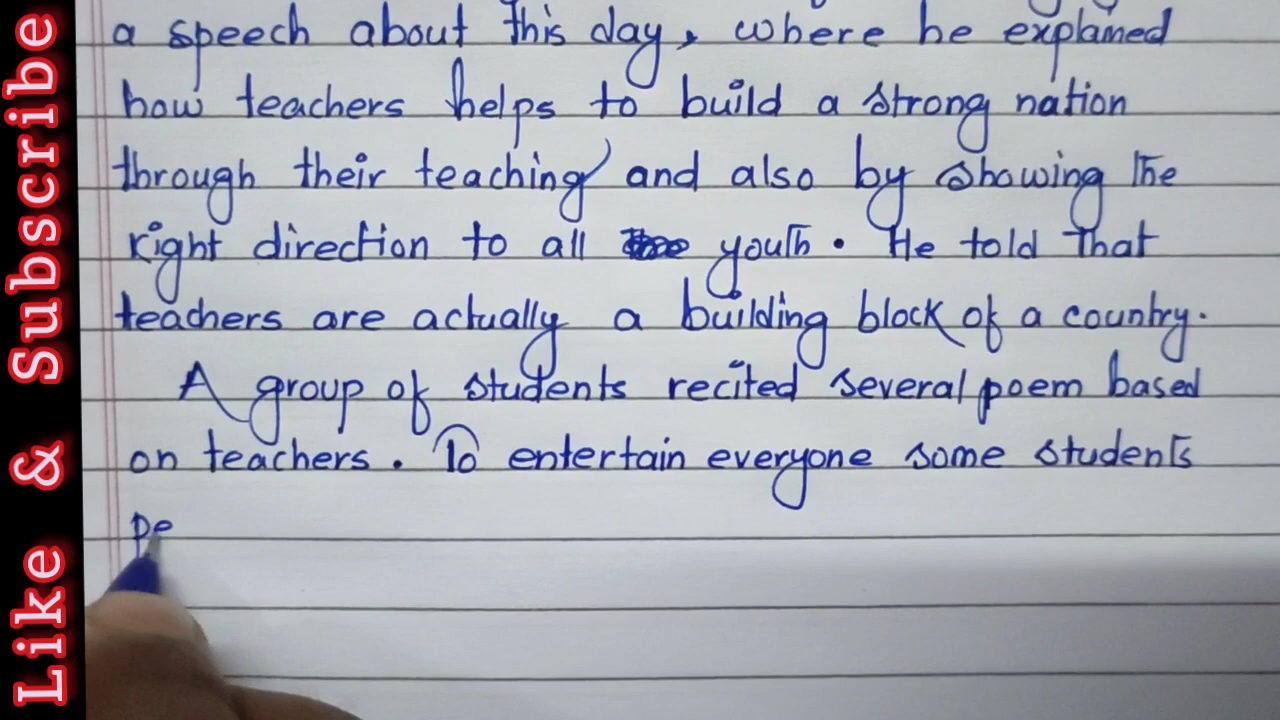 Like & Subscribe
a speech about this day, where he explained
how teachers helps to build a strong nation
through their teaching and also by showing the
right direction to all youth. He told that
teachers are actually a building block of a country.
A group of students recited several poem based
on teachers. To entertain everyone some students
pe